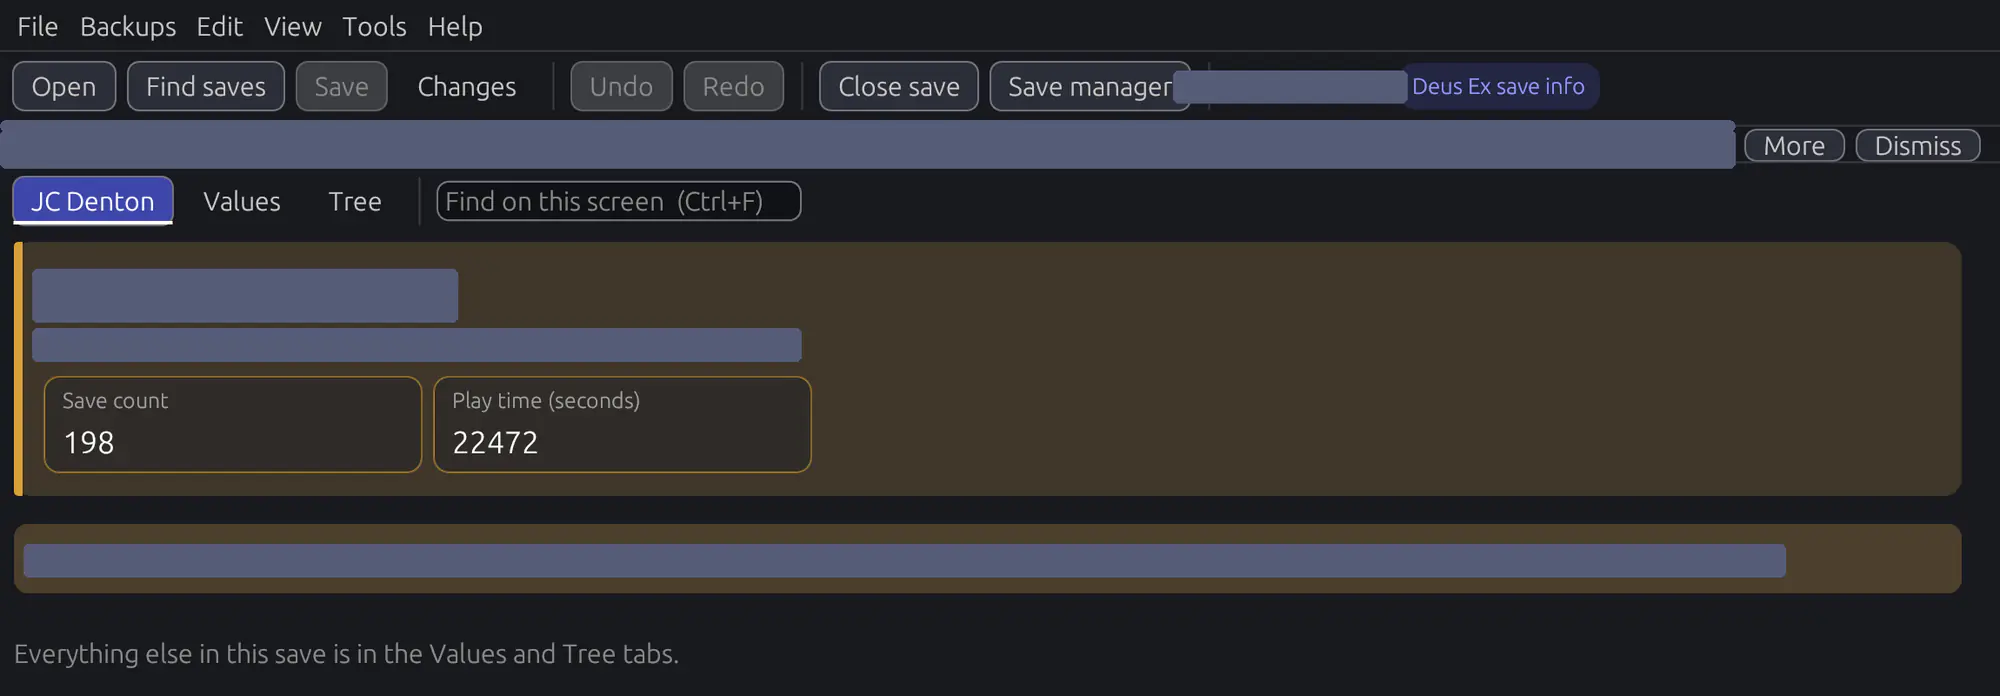 File Backups Edit View Tools Help
Open Find saves Save Changes Undo Redo Close save Save manager Deus Ex save info
More Dismiss
JC Denton Values Tree Find on this screen (Ctrl+F)
Save count Play time (seconds)
198 22472
Everything else in this save is in the Values and Tree tabs.